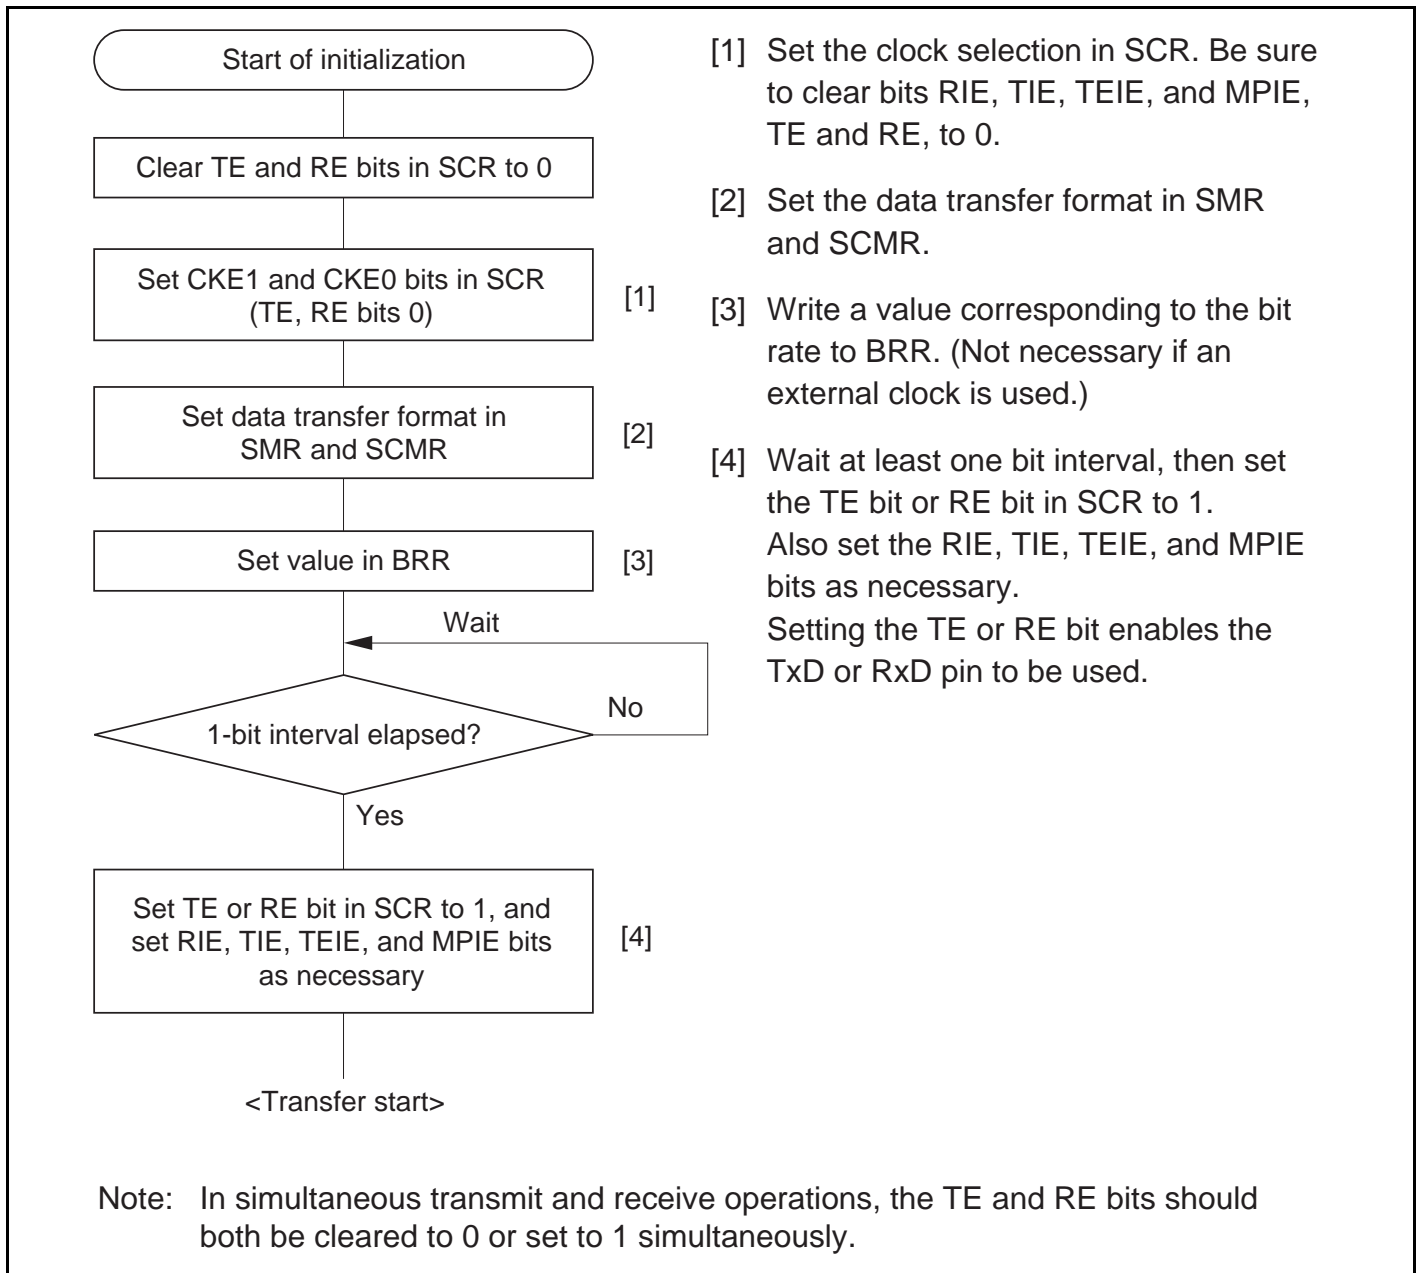 Start of initialization
Clear TE and RE bits in SCR to 0
Set CKE1 and CKE0 bits in SCR
(TE, RE bits 0)
[1]
Set data transfer format in
SMR and SCMR
[2]
Set value in BRR
[3]
Wait
No
1-bit interval elapsed?
Yes
Set TE or RE bit in SCR to 1, and
set RIE, TIE, TEIE, and MPIE bits
as necessary
[4]
<Transfer start>
[1] Set the clock selection in SCR. Be sure
to clear bits RIE, TIE, TEIE, and MPIE,
TE and RE, to 0.
[2] Set the data transfer format in SMR
and SCMR.
[3] Write a value corresponding to the bit
rate to BRR. (Not necessary if an
external clock is used.)
[4] Wait at least one bit interval, then set
the TE bit or RE bit in SCR to 1.
Also set the RIE, TIE, TEIE, and MPIE
bits as necessary.
Setting the TE or RE bit enables the
TxD or RxD pin to be used.
Note: In simultaneous transmit and receive operations, the TE and RE bits should
both be cleared to 0 or set to 1 simultaneously.